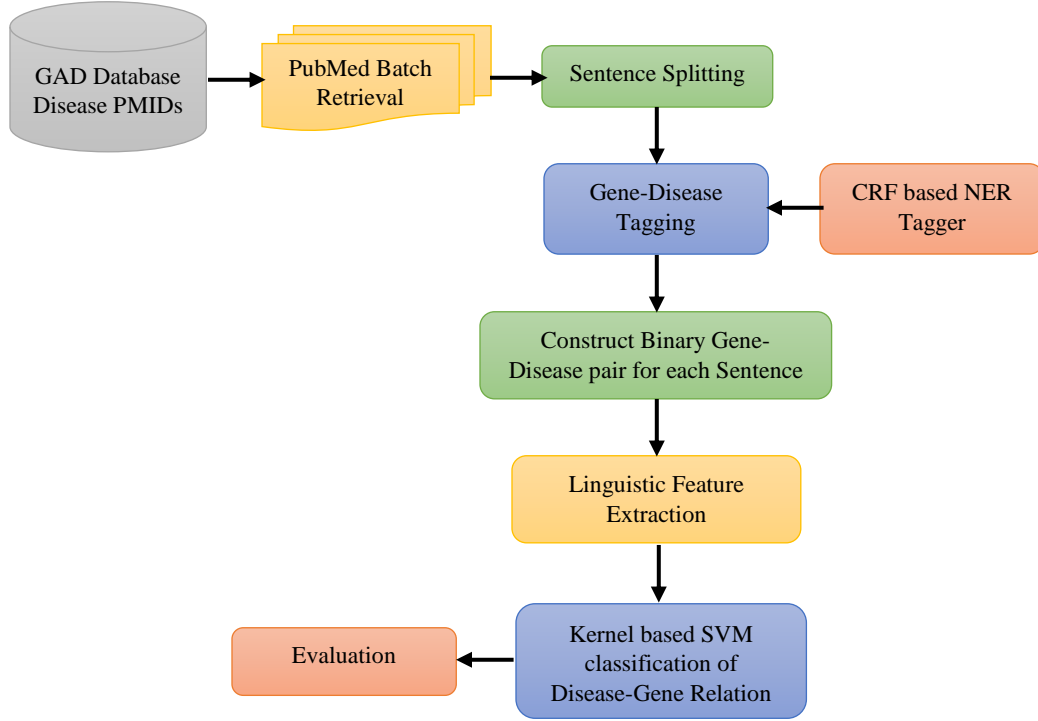 GAD Database
Disease PMIDs
PubMed Batch
Retrieval
Sentence Splitting
Gene-Disease
Tagging
CRF based NER
Tagger
Construct Binary Gene-
Disease pair for each Sentence
Linguistic Feature
Extraction
Kernel based SVM
classification of
Disease-Gene Relation
Evaluation